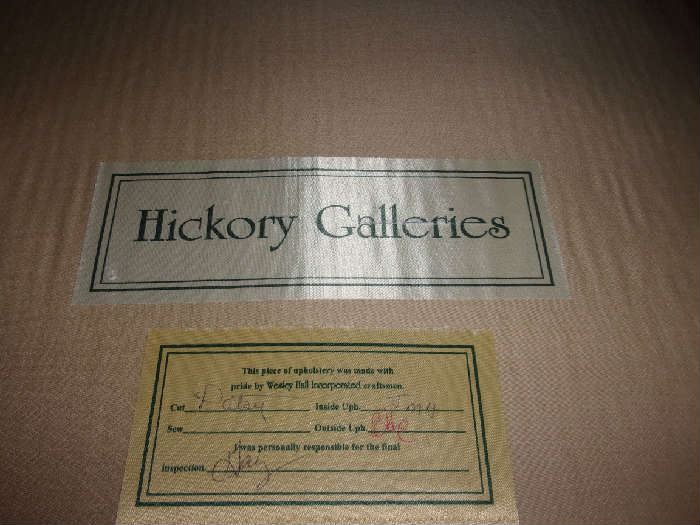 Hickory Galleries
This piece of upholstery was made with
pride by Wesley Hall Incorporated craftsmen.
Cut Patsy Inside Uph.
Sew Outside Uph.
I was personally responsible for the final
inspection.